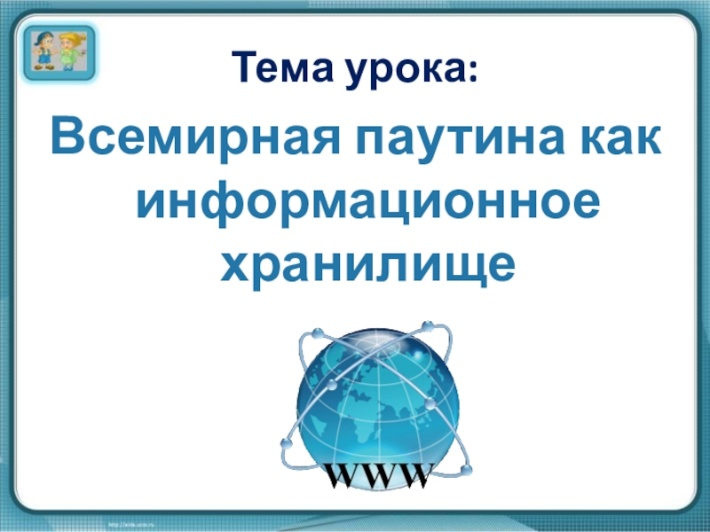 Тема урока:
Всемирная паутина как
информационное
хранилище
www